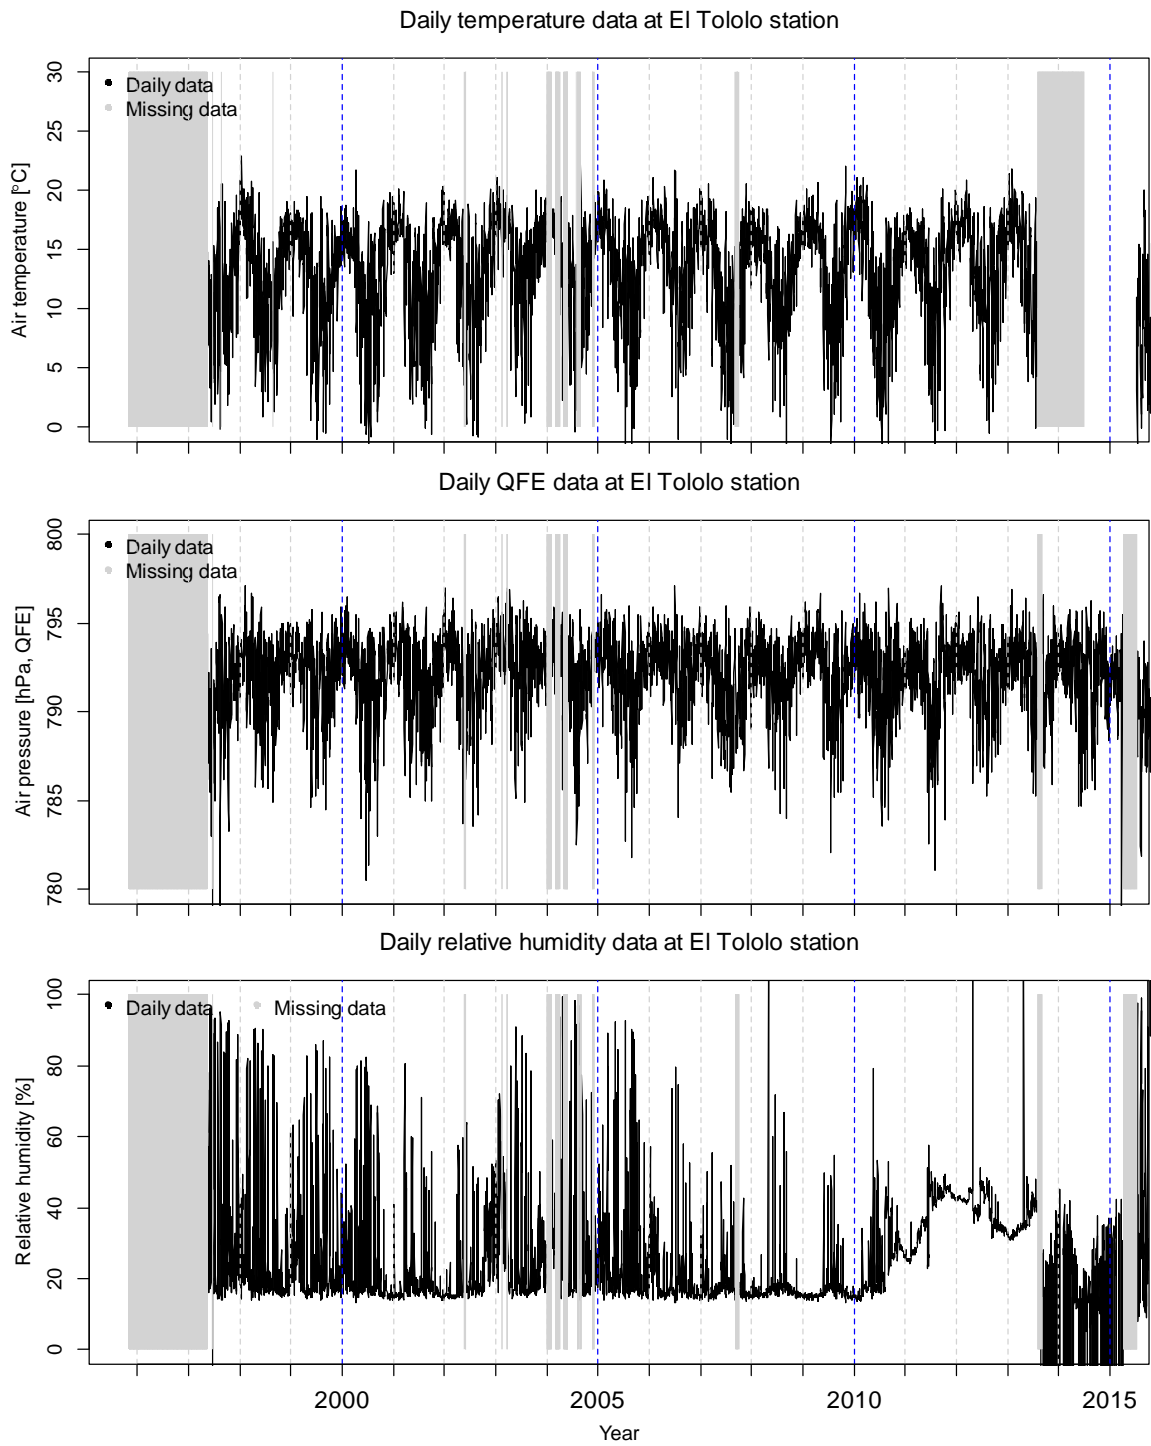 Daily temperature data at El Tololo station
30
25
20
15
10
5
0
Air temperature [°C]
Daily data
Missing data
Daily QFE data at El Tololo station
800
795
790
785
780
Air pressure [hPa, QFE]
Daily data
Missing data
Daily relative humidity data at El Tololo station
100
80
60
40
20
0
Relative humidity [%]
Daily data Missing data
2000 2005 2010 2015
Year